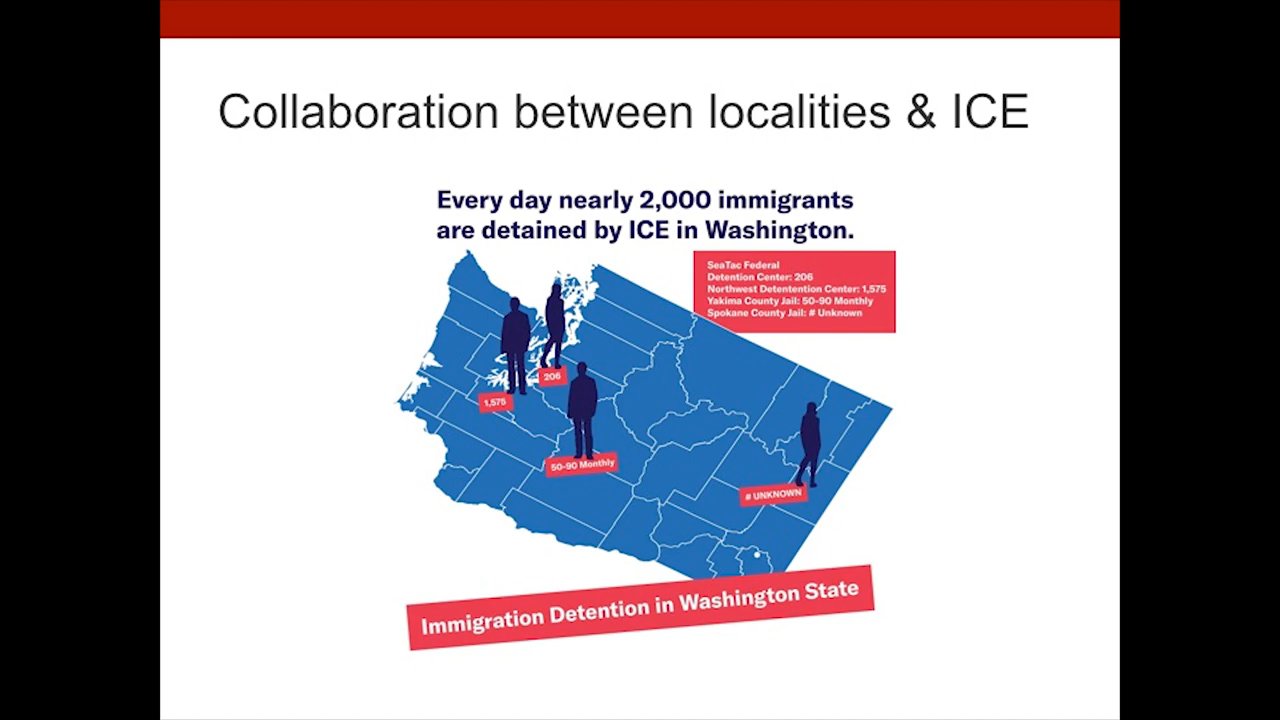 Collaboration between localities & ICE
Every day nearly 2,000 immigrants
are detained by ICE in Washington.
SeaTac Federal
Detention Center: 206
Northwest Detentention Center: 1,575
Yakima County Jail: 50-90 Monthly
Spokane County Jail: # Unknown
206
1,575
50-90 Monthly
# UNKNOWN
Immigration Detention in Washington State